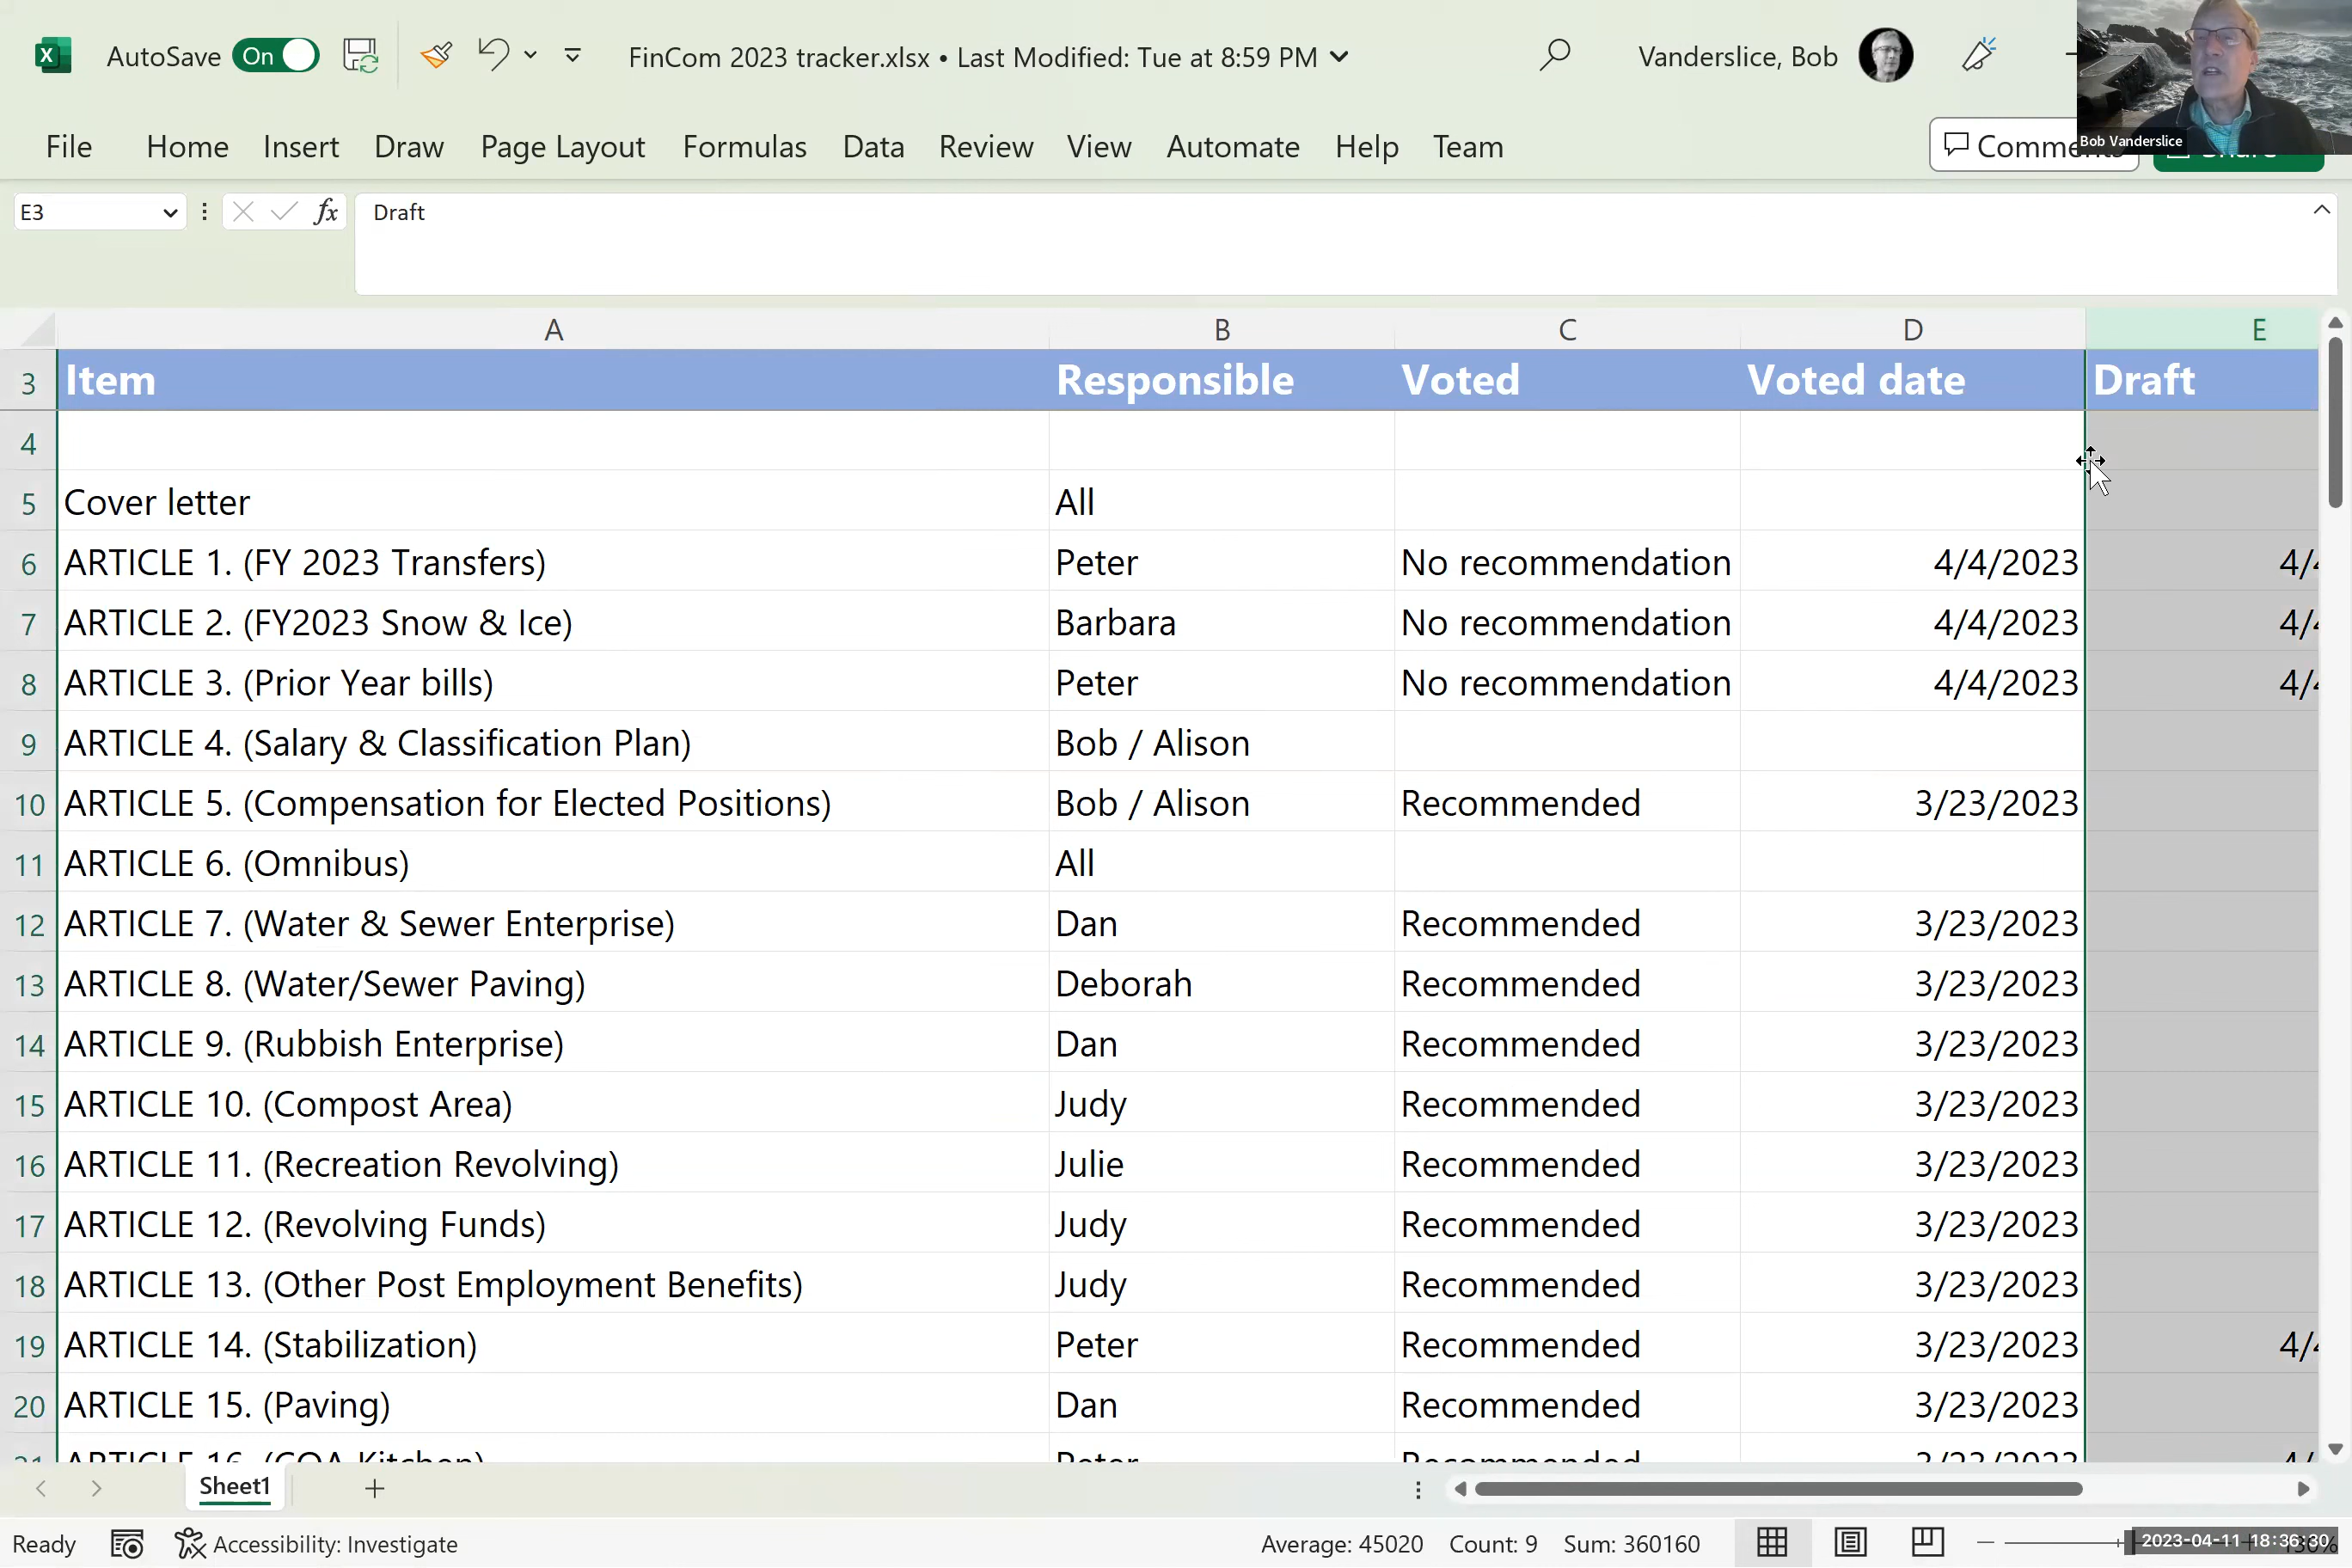 AutoSave On FinCom 2023 tracker.xlsx • Last Modified: Tue at 8:59 PM Vanderslice, Bob
File Home Insert Draw Page Layout Formulas Data Review View Automate Help Team
Bob Vanderslice
E3 fx Draft
A B C D E
3 Item Responsible Voted Voted date Draft
4
5 Cover letter All
6 ARTICLE 1. (FY 2023 Transfers) Peter No recommendation 4/4/2023
7 ARTICLE 2. (FY2023 Snow & Ice) Barbara No recommendation 4/4/2023
8 ARTICLE 3. (Prior Year bills) Peter No recommendation 4/4/2023
9 ARTICLE 4. (Salary & Classification Plan) Bob / Alison
10 ARTICLE 5. (Compensation for Elected Positions) Bob / Alison Recommended 3/23/2023
11 ARTICLE 6. (Omnibus) All
12 ARTICLE 7. (Water & Sewer Enterprise) Dan Recommended 3/23/2023
13 ARTICLE 8. (Water/Sewer Paving) Deborah Recommended 3/23/2023
14 ARTICLE 9. (Rubbish Enterprise) Dan Recommended 3/23/2023
15 ARTICLE 10. (Compost Area) Judy Recommended 3/23/2023
16 ARTICLE 11. (Recreation Revolving) Julie Recommended 3/23/2023
17 ARTICLE 12. (Revolving Funds) Judy Recommended 3/23/2023
18 ARTICLE 13. (Other Post Employment Benefits) Judy Recommended 3/23/2023
19 ARTICLE 14. (Stabilization) Peter Recommended 3/23/2023
20 ARTICLE 15. (Paving) Dan Recommended 3/23/2023
21 ARTICLE 16. (COA Kitchen) Peter Recommended 3/23/2023
Sheet1
Ready Accessibility: Investigate Average: 45020 Count: 9 Sum: 360160 2023-04-11 18:36:30